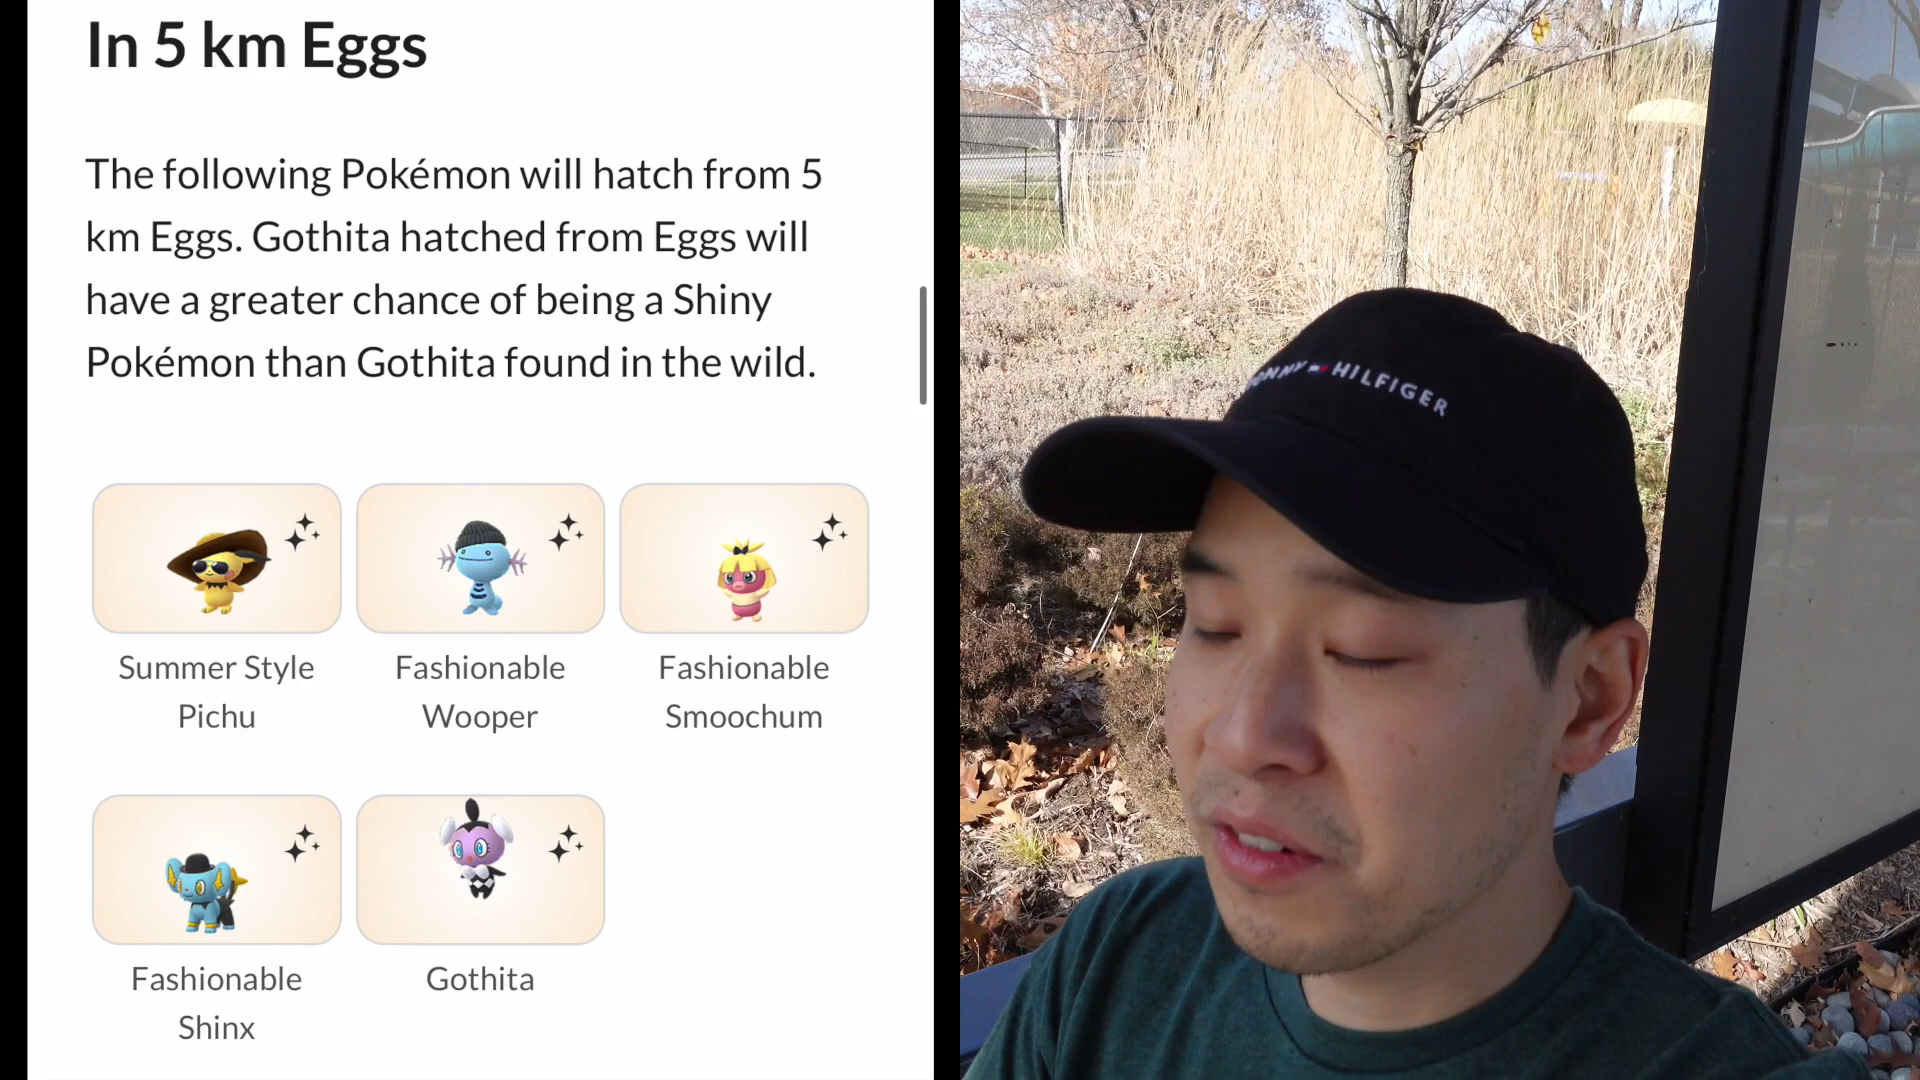 In 5 km Eggs
The following Pokémon will hatch from 5
km Eggs. Gothita hatched from Eggs will
have a greater chance of being a Shiny
Pokémon than Gothita found in the wild.
Summer Style
Pichu
Fashionable
Wooper
Fashionable
Smoochum
Fashionable
Shinx
Gothita
TOMMY HILFIGER